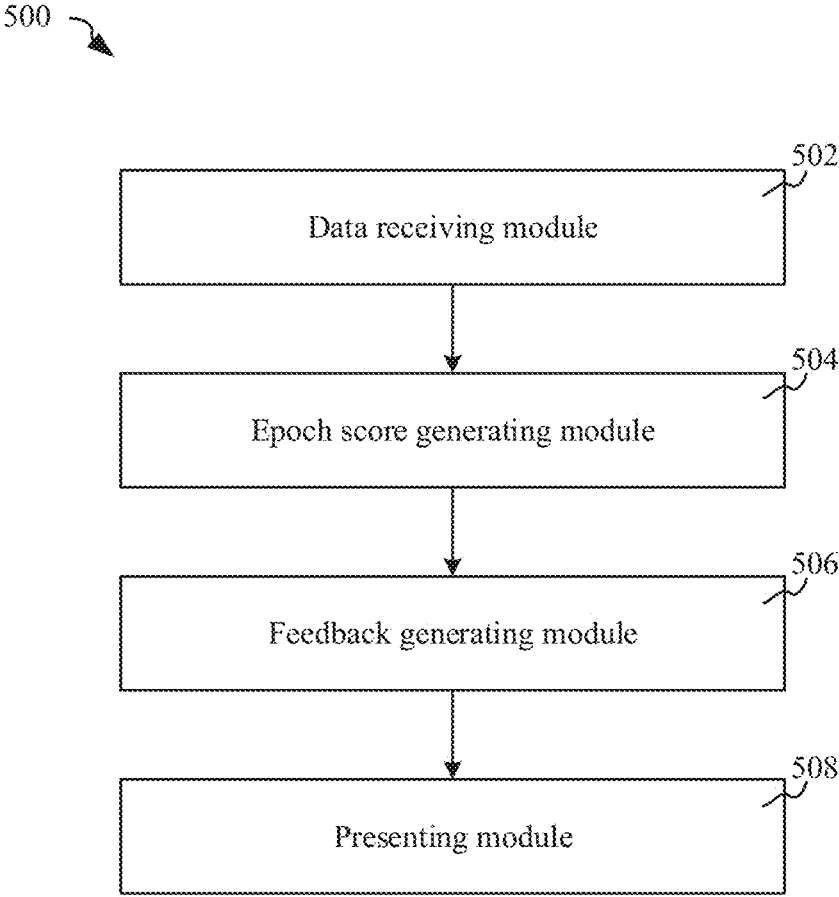 500
502
Data receiving module
504
Epoch score generating module
506
Feedback generating module
508
Presenting module